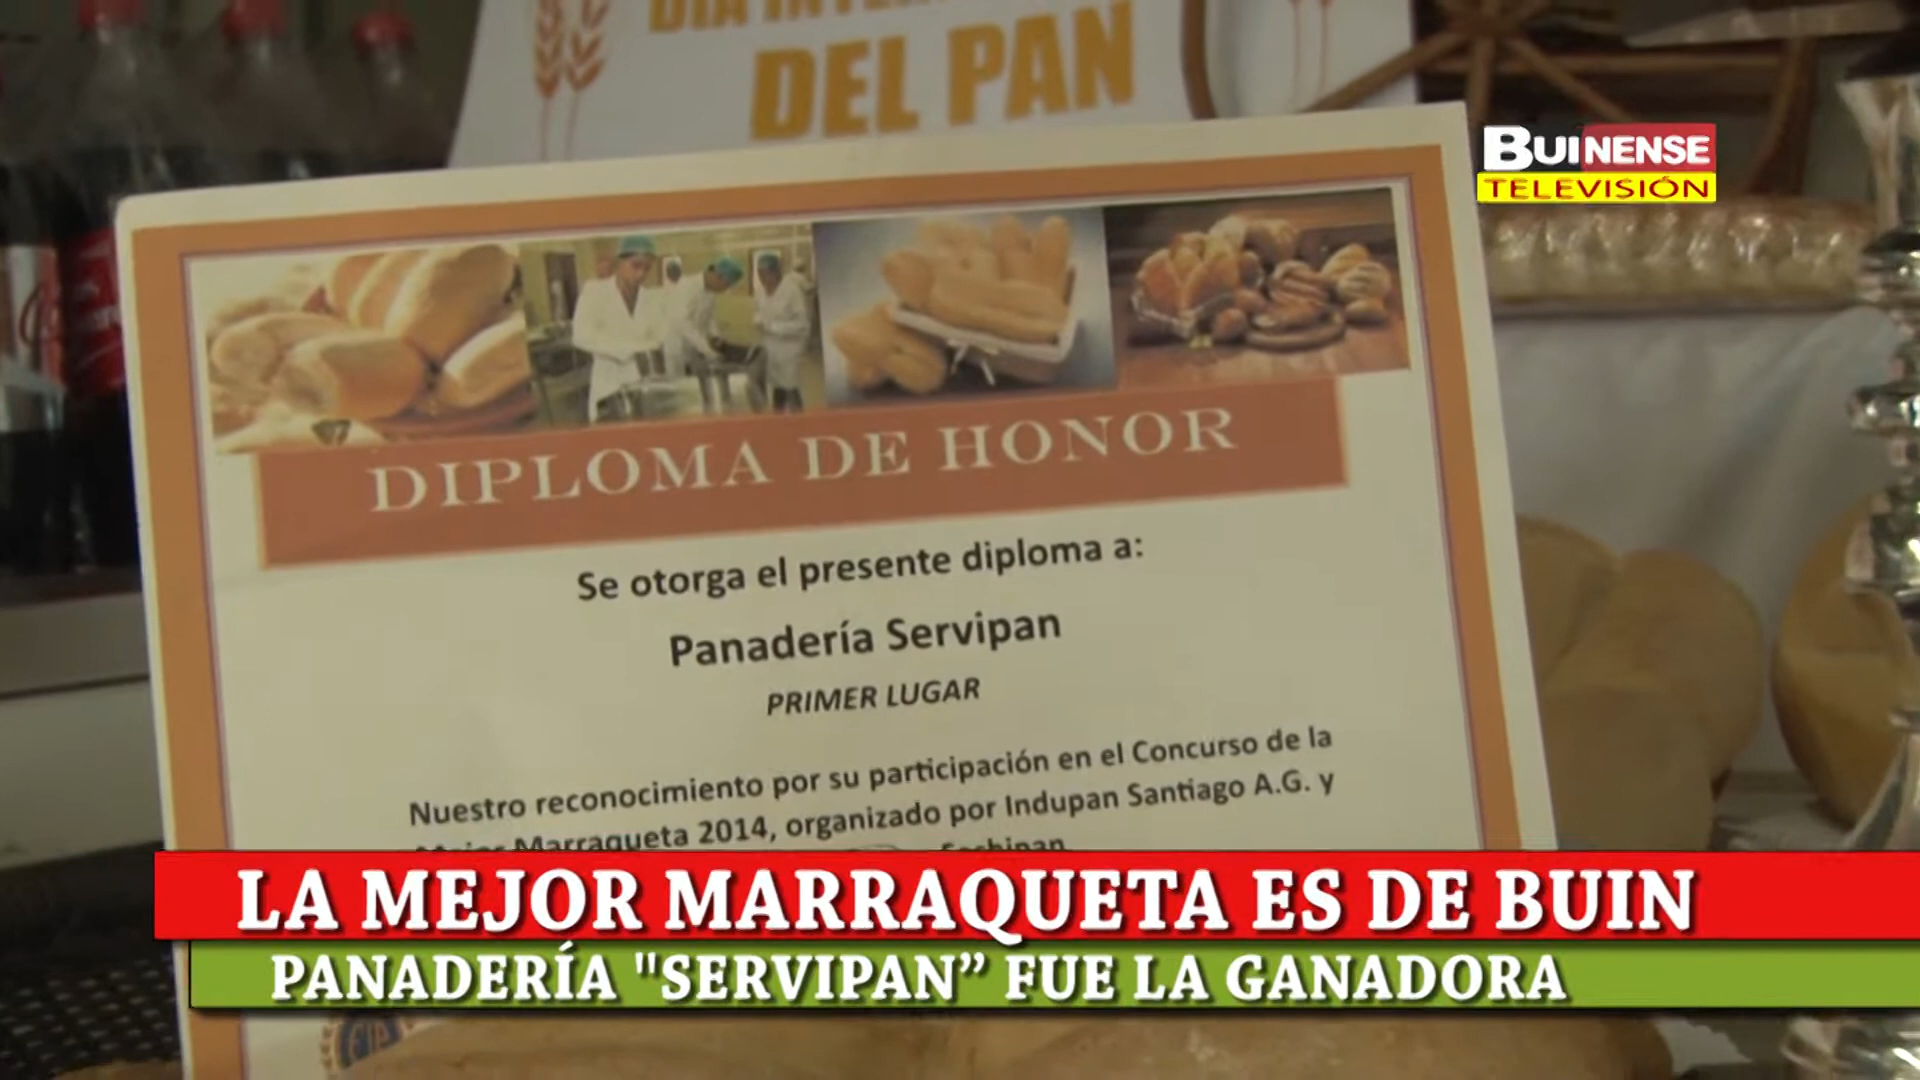 DEL PAN
BUINENSE
TELEVISIÓN
DIPLOMA DE HONOR
Se otorga el presente diploma a:
Panadería Servipan
PRIMER LUGAR
Nuestro reconocimiento por su participación en el Concurso de la
Mejor Marraqueta 2014, organizado por Indupan Santiago A.G. y
LA MEJOR MARRAQUETA ES DE BUIN
PANADERÍA "SERVIPAN” FUE LA GANADORA